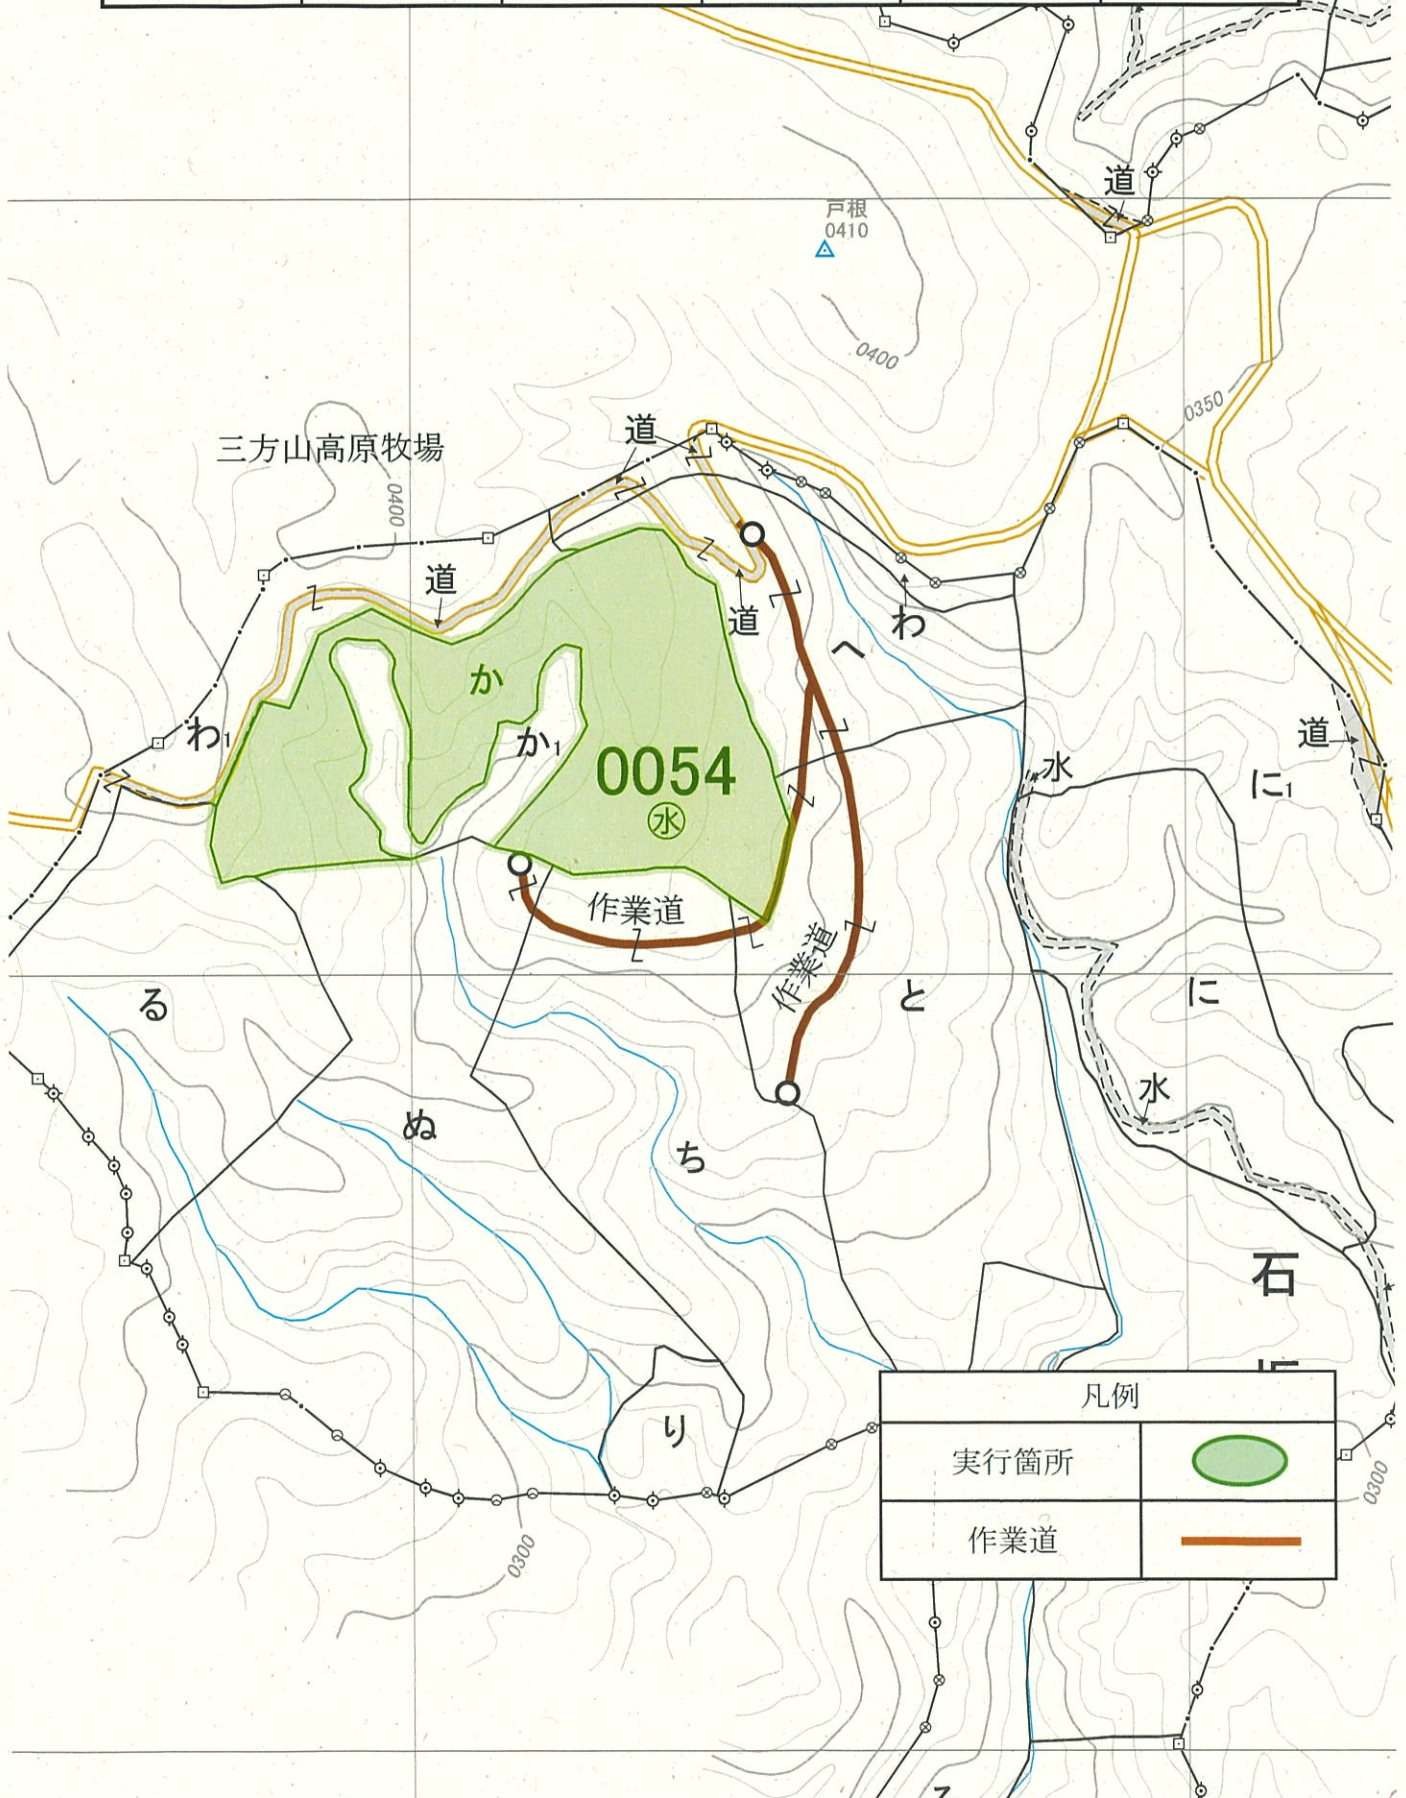 道
戸根
0410
0400
0350
三方山高原牧場
道
0400
道
道
わ
へ
か
わ1
か1
0054
水
道
水
に1
作業道
作業道
る
と
に
水
ぬ
ち
石
り
凡例
実行箇所
作業道
0300
0300